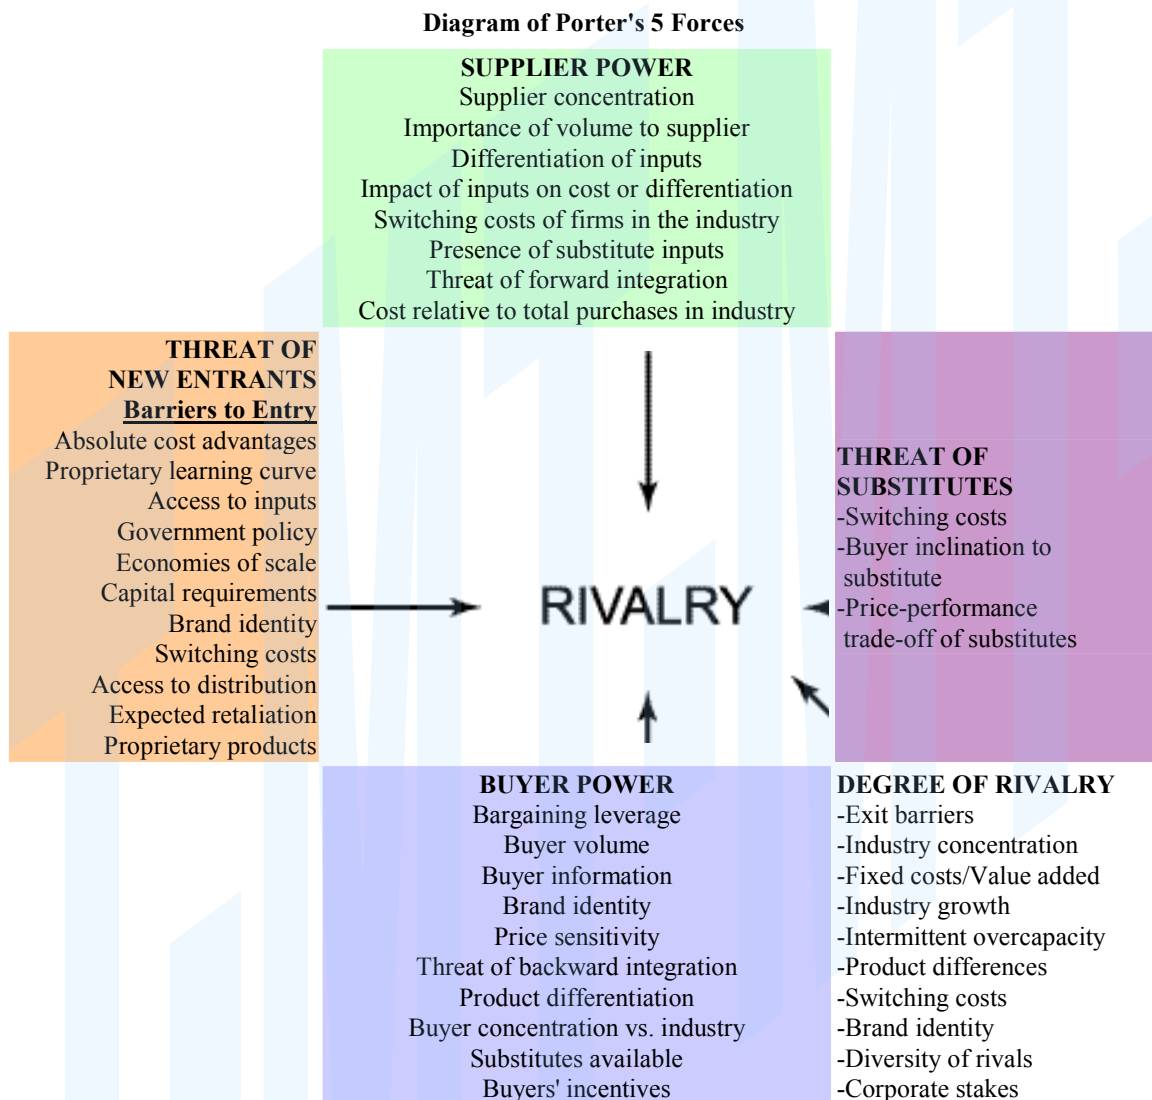 Diagram of Porter's 5 Forces
SUPPLIER POWER
Supplier concentration
Importance of volume to supplier
Differentiation of inputs
Impact of inputs on cost or differentiation
Switching costs of firms in the industry
Presence of substitute inputs
Threat of forward integration
Cost relative to total purchases in industry
THREAT OF
NEW ENTRANTS
Barriers to Entry
Absolute cost advantages
Proprietary learning curve
Access to inputs
Government policy
Economies of scale
Capital requirements
Brand identity
Switching costs
Access to distribution
Expected retaliation
Proprietary products
RIVALRY
THREAT OF
SUBSTITUTES
-Switching costs
-Buyer inclination to
substitute
-Price-performance
trade-off of substitutes
BUYER POWER
Bargaining leverage
Buyer volume
Buyer information
Brand identity
Price sensitivity
Threat of backward integration
Product differentiation
Buyer concentration vs. industry
Substitutes available
Buyers' incentives
DEGREE OF RIVALRY
-Exit barriers
-Industry concentration
-Fixed costs/Value added
-Industry growth
-Intermittent overcapacity
-Product differences
-Switching costs
-Brand identity
-Diversity of rivals
-Corporate stakes